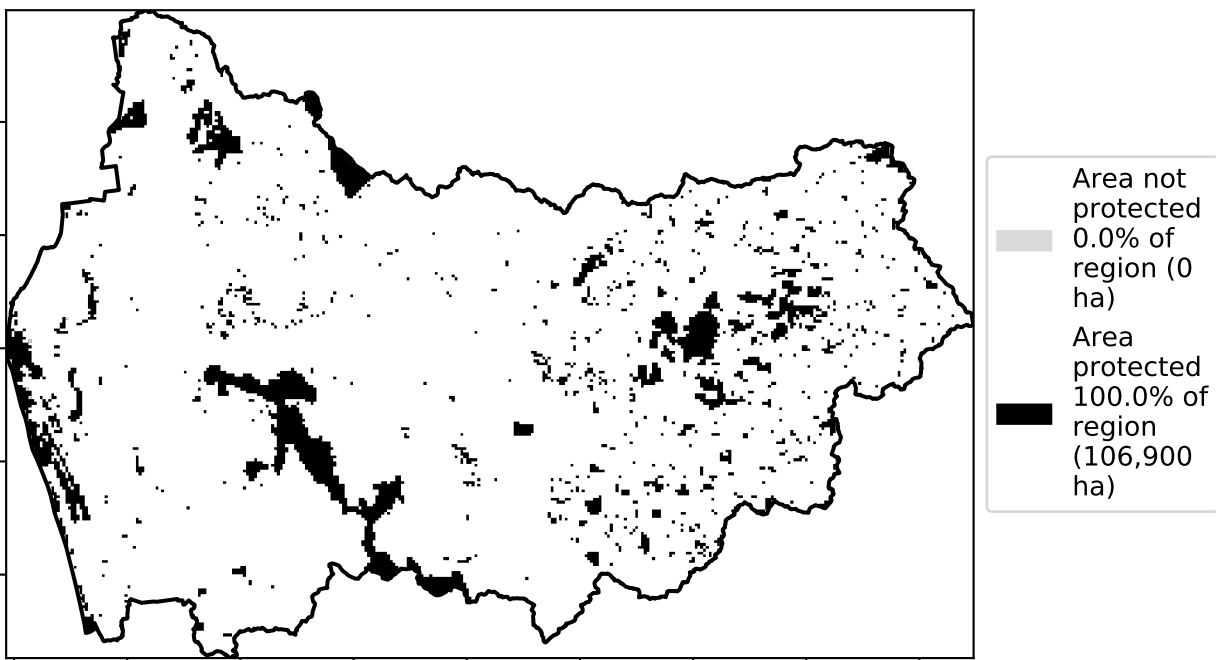 Area not
protected
0.0% of
region (0
ha)
Area
protected
100.0% of
region
(106,900
ha)